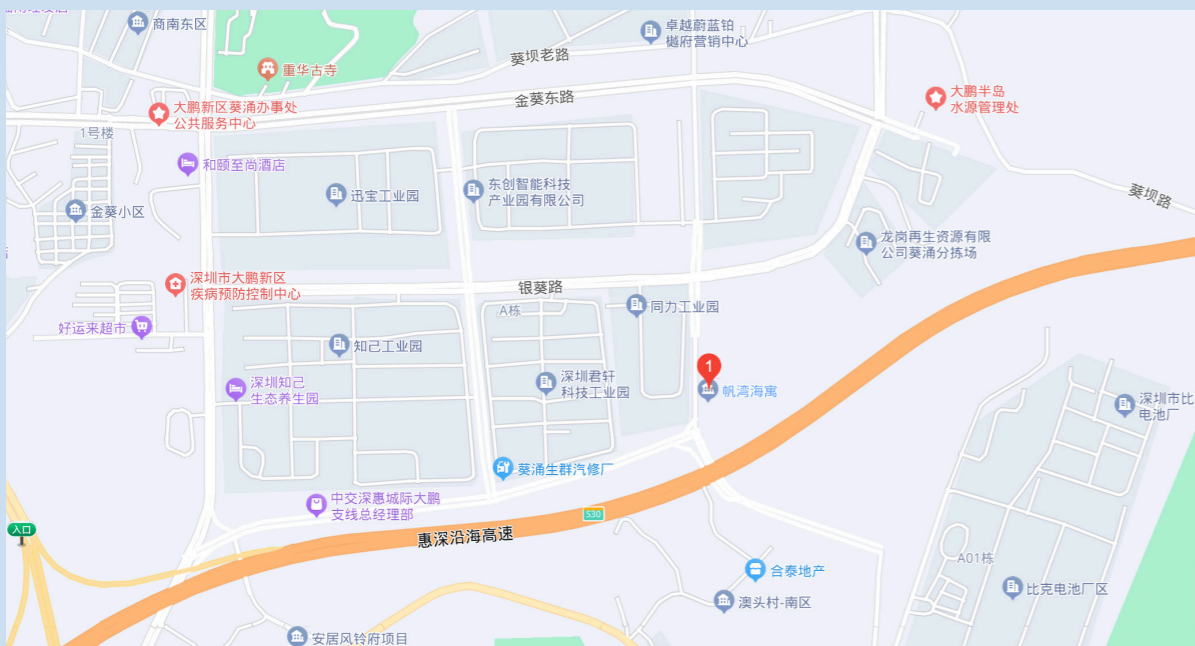 商南东区
卓越蔚蓝铂
樾府营销中心
葵坝老路
重华古寺
金葵东路
大鹏半岛
水源管理处
大鹏新区葵涌办事处
公共服务中心
1号楼
和颐至尚酒店
迅宝工业园
东创智能科技
产业园有限公司
葵坝路
金葵小区
龙岗再生资源有限
公司葵涌分拣场
深圳市大鹏新区
疾病预防控制中心
银葵路
A栋
同力工业园
好运来超市
知己工业园
1
深圳知己
生态养生园
深圳君轩
科技工业园
帆湾海寓
深圳市比
电池厂
葵涌生群汽修厂
中交深惠城际大鹏
支线总经理部
S30
入口
惠深沿海高速
A01栋
合泰地产
比克电池厂区
澳头村-南区
安居风铃府项目